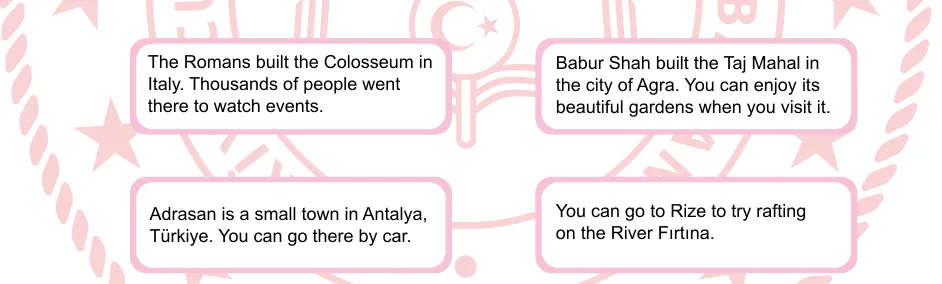 The Romans built the Colosseum in
Italy. Thousands of people went
there to watch events.
Babur Shah built the Taj Mahal in
the city of Agra. You can enjoy its
beautiful gardens when you visit it.
Adrasan is a small town in Antalya,
Türkiye. You can go there by car.
You can go to Rize to try rafting
on the River Fırtına.